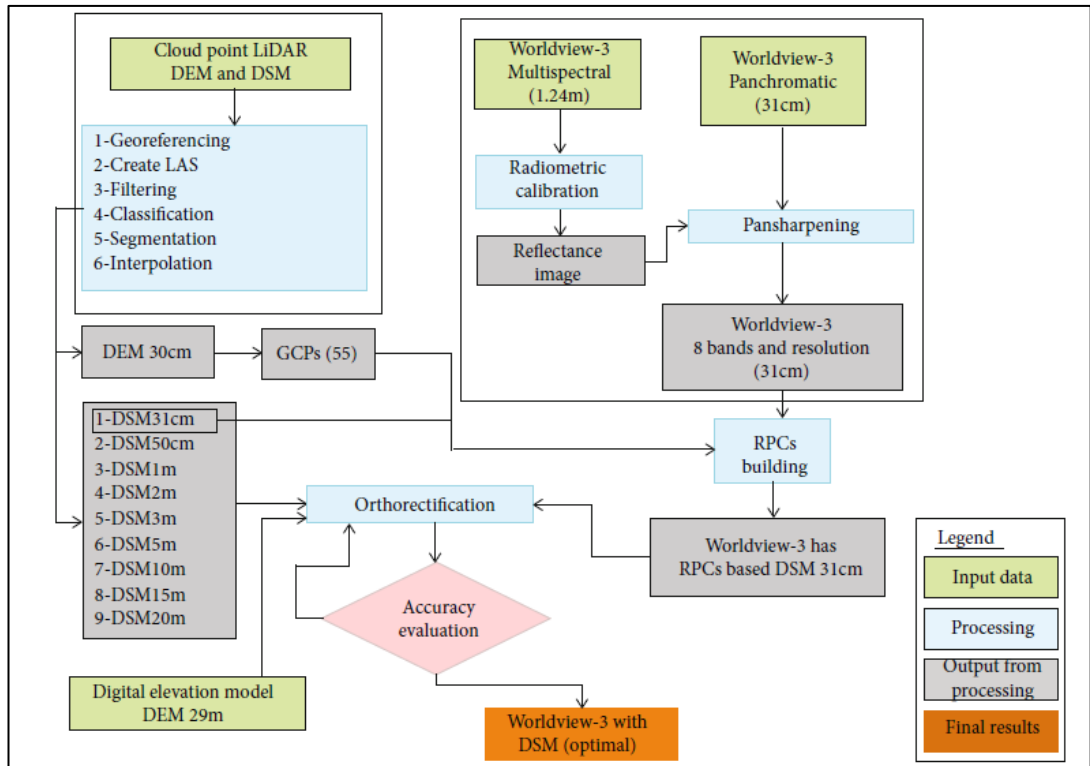 Cloud point LiDAR
DEM and DSM
1-Georeferencing
2-Create LAS
3-Filtering
4-Classification
5-Segmentation
6-Interpolation
Worldview-3
Multispectral
(1.24m)
Worldview-3
Panchromatic
(31cm)
Radiometric
calibration
Pansharpening
Reflectance
image
Worldview-3
8 bands and resolution
(31cm)
DEM 30cm
GCPs (55)
1-DSM31cm
2-DSM50cm
3-DSM1m
4-DSM2m
5-DSM3m
6-DSM5m
7-DSM10m
8-DSM15m
9-DSM20m
RPCs
building
Orthorectification
Worldview-3 has
RPCs based DSM 31cm
Accuracy
evaluation
Digital elevation model
DEM 29m
Worldview-3 with
DSM (optimal)
Legend
Input data
Processing
Output from
processing
Final results